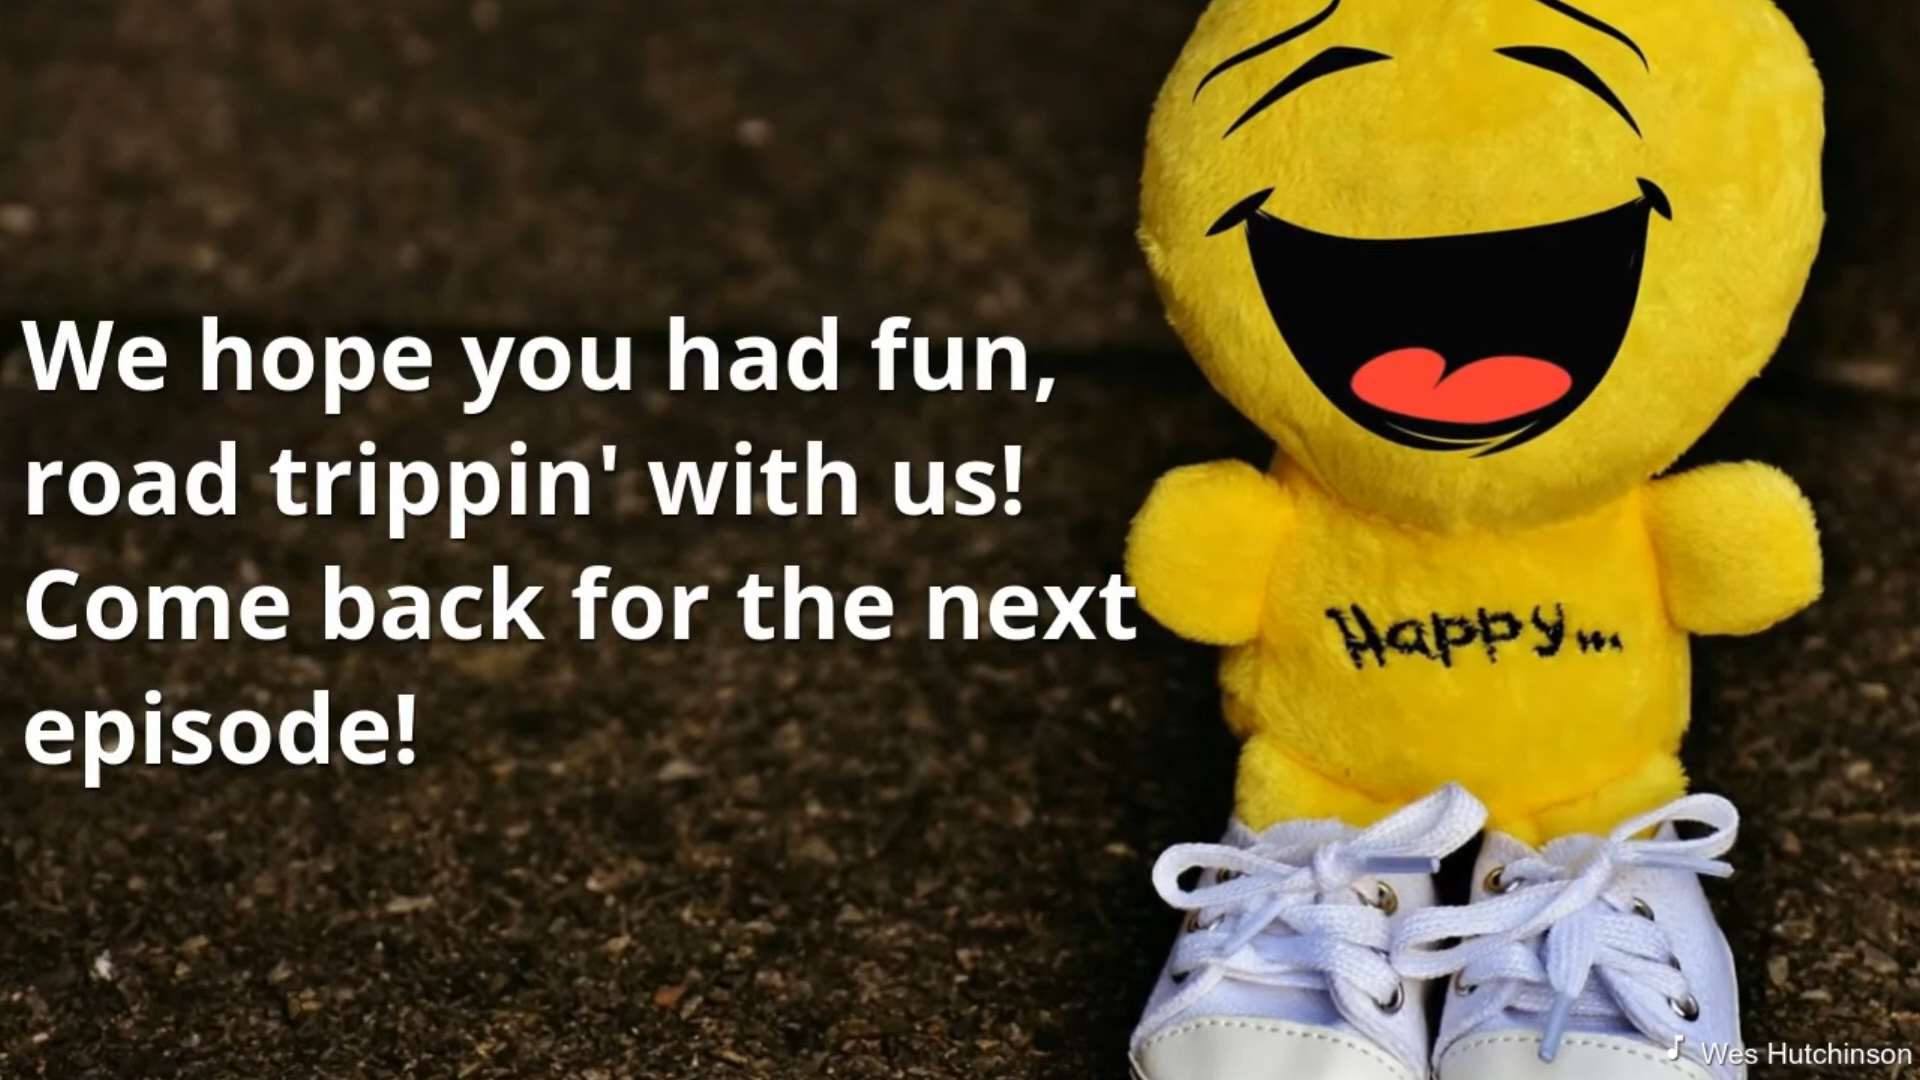 We hope you had fun,
road trippin' with us!
Come back for the next
episode!
Happy...
♪ Wes Hutchinson